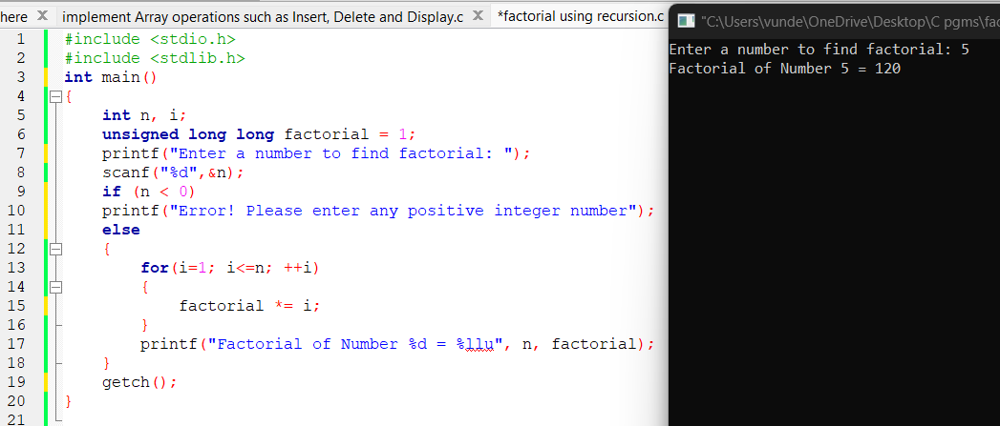 here X implement Array operations such as Insert, Delete and Display.c X *factorial using recursion.c
"C:\Users\vunde\OneDrive\Desktop\C pgms\fac
1 #include <stdio.h>
2 #include <stdlib.h>
3 int main()
4 {
5 int n, i;
6 unsigned long long factorial = 1;
7 printf("Enter a number to find factorial: ");
8 scanf("%d",&n);
9 if (n < 0)
10 printf("Error! Please enter any positive integer number");
11 else
12 {
13 for(i=1; i<=n; ++i)
14 {
15 factorial *= i;
16 }
17 printf("Factorial of Number %d = %llu", n, factorial);
18 }
19 getch();
20 }
21
Enter a number to find factorial: 5
Factorial of Number 5 = 120